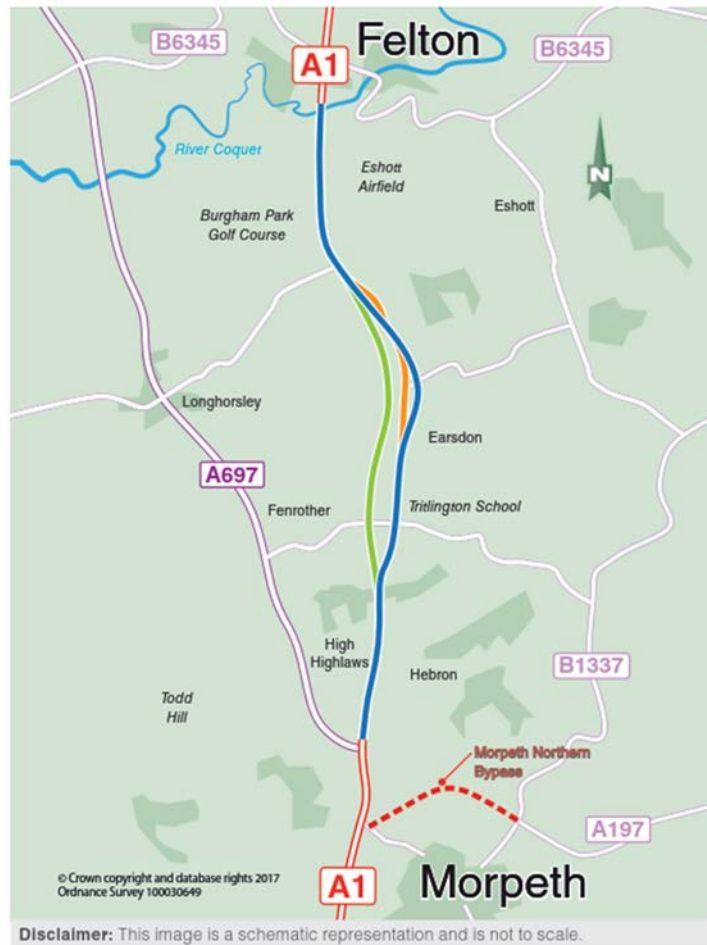 Felton
B6345
B6345
A1
River Coquet
Eshott
Airfield
Eshott
N
Burgham Park
Golf Course
Longhorsley
Earsdon
A697
Fenrother
Tritlington School
High
Highlaws
Hebron
B1337
Todd
Hill
Morpeth Northern
Bypass
A197
© Crown copyright and database rights 2017
Ordnance Survey 100030649
A1
Morpeth
Disclaimer: This image is a schematic representation and is not to scale.